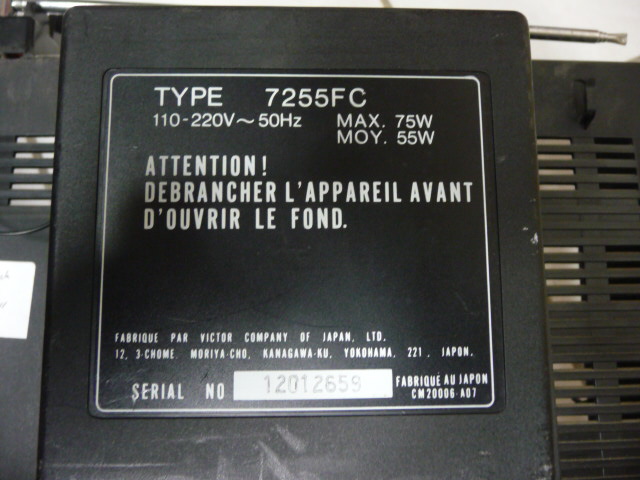 TYPE 7255FC
110-220V~50Hz MAX. 75W
MOY. 55W
ATTENTION!
DEBRANCHER L'APPAREIL AVANT
D'OUVRIR LE FOND.
FABRIQUE PAR VICTOR COMPANY OF JAPAN, LTD.
12, 3-CHOME, MORIYA-CHO, KANAGAWA-KU, YOKOHAMA, 221, JAPON.
SERIAL NO 12012659
FABRIQUÉ AU JAPON
CM20006-A07